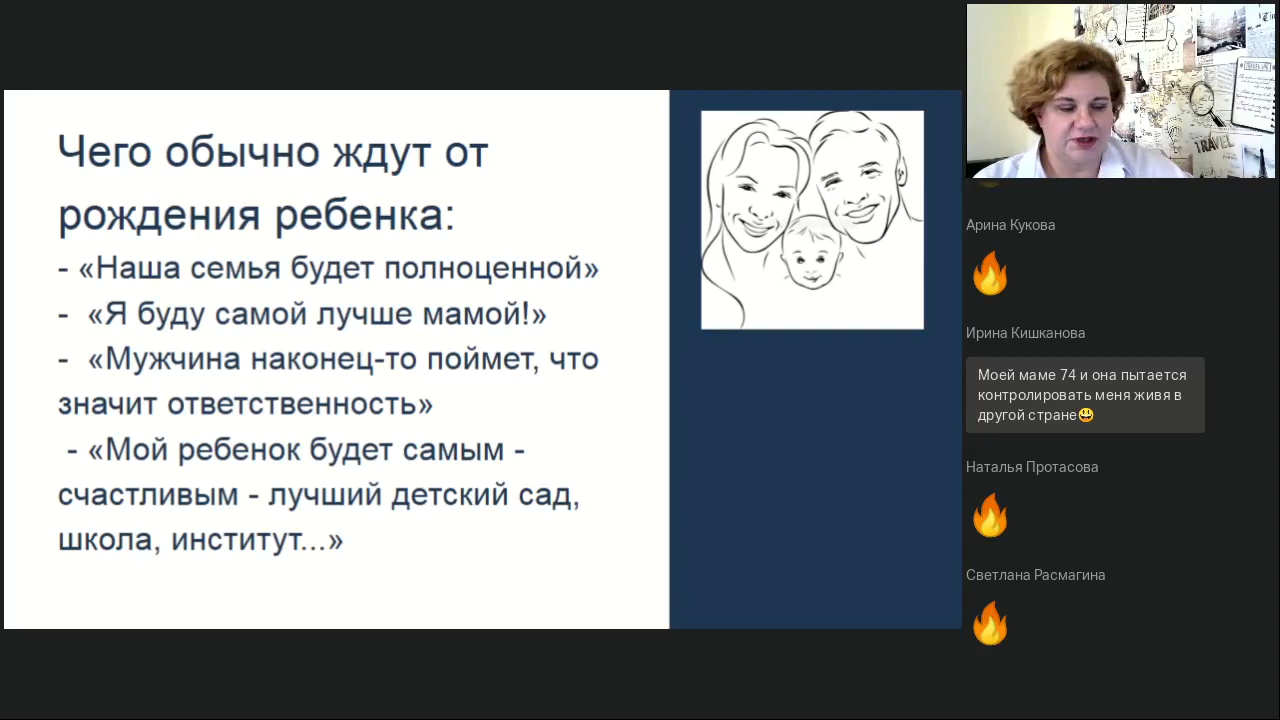 Чего обычно ждут от
рождения ребенка:
- «Наша семья будет полноценной»
- «Я буду самой лучше мамой!»
- «Мужчина наконец-то поймет, что
значит ответственность»
- «Мой ребенок будет самым -
счастливым - лучший детский сад,
школа, институт...»
TRAVEL
Арина Кукова
🔥
Ирина Кишканова
Моей маме 74 и она пытается
контролировать меня живя в
другой стране😃
Наталья Протасова
🔥
Светлана Расмагина
🔥